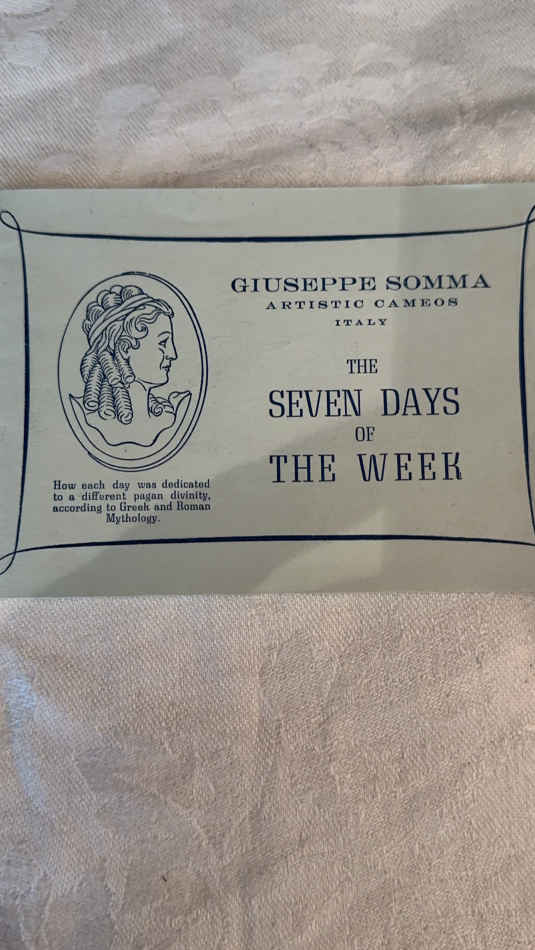 GIUSEPPE SOMMA
ARTISTIC CAMEOS
ITALY
THE
SEVEN DAYS
OF
THE WEEK
How each day was dedicated
to a different pagan divinity,
according to Greek and Roman
Mythology.